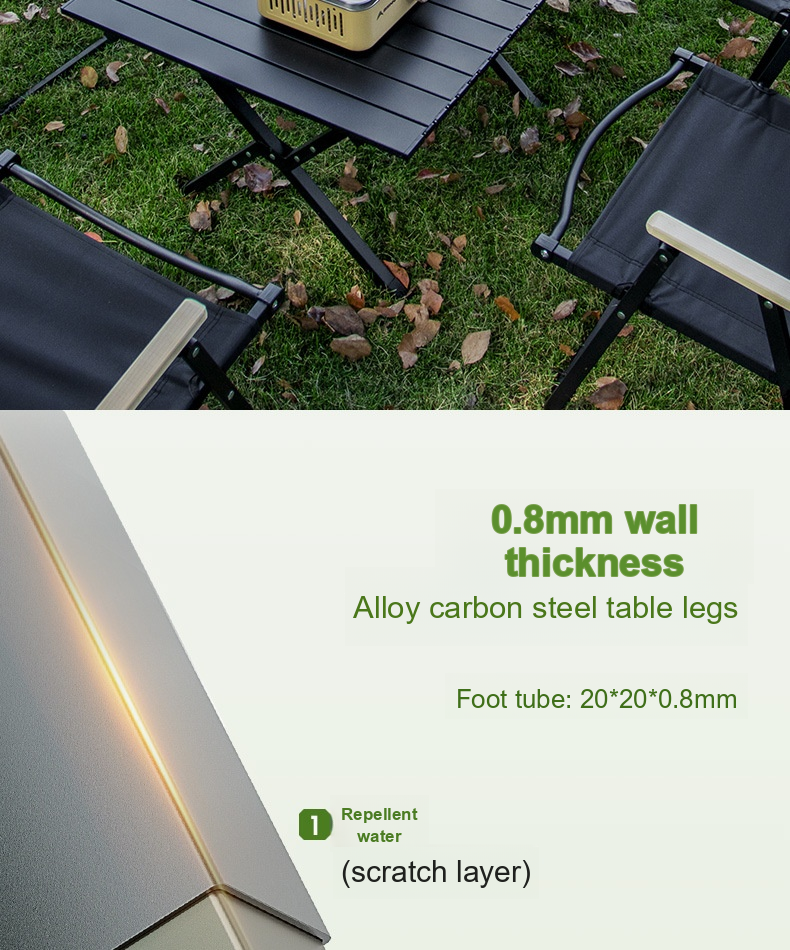 0.8mm wall
thickness
Alloy carbon steel table legs
Foot tube: 20*20*0.8mm
1
Repellent
water
(scratch layer)